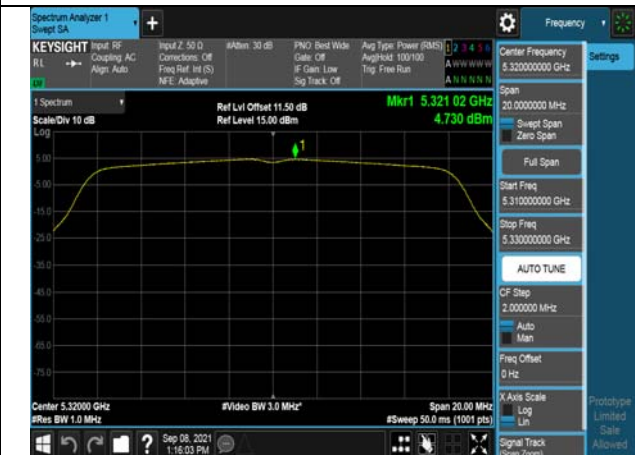 Spectrum Analyzer 1
Swept SA
+
Frequency
KEYSIGHT
RL
Input: RF
Coupling: AC
Align: Auto
Input Z: 50 Ω
Corrections: Off
Freq Ref: Int (S)
NFE: Adaptive
#Atten: 30 dB
PNO: Best Wide
Gate: Off
IF Gain: Low
Sig Track: Off
Avg Type: Power (RMS)
Avg|Hold: 100/100
Trig: Free Run
1 2 3 4 5 6
A W W W W W
A N N N N N
1 Spectrum
Scale/Div 10 dB
Log
Ref Lvl Offset 11.50 dB
Ref Level 15.00 dBm
Mkr1 5.321 02 GHz
4.730 dBm
1
5.00
-5.00
-15.0
-25.0
-35.0
-45.0
-55.0
-65.0
-75.0
Center 5.32000 GHz
#Res BW 1.0 MHz
#Video BW 3.0 MHz*
Span 20.00 MHz
#Sweep 50.0 ms (1001 pts)
?
Sep 08, 2021
1:16:03 PM
Center Frequency
5.320000000 GHz
Settings
Span
20.0000000 MHz
Swept Span
Zero Span
Full Span
Start Freq
5.310000000 GHz
Stop Freq
5.330000000 GHz
AUTO TUNE
CF Step
2.000000 MHz
Auto
Man
Freq Offset
0 Hz
X Axis Scale
Log
Lin
Signal Track
(Span Zoom)
Prototype
Limited
Sale
Allowed